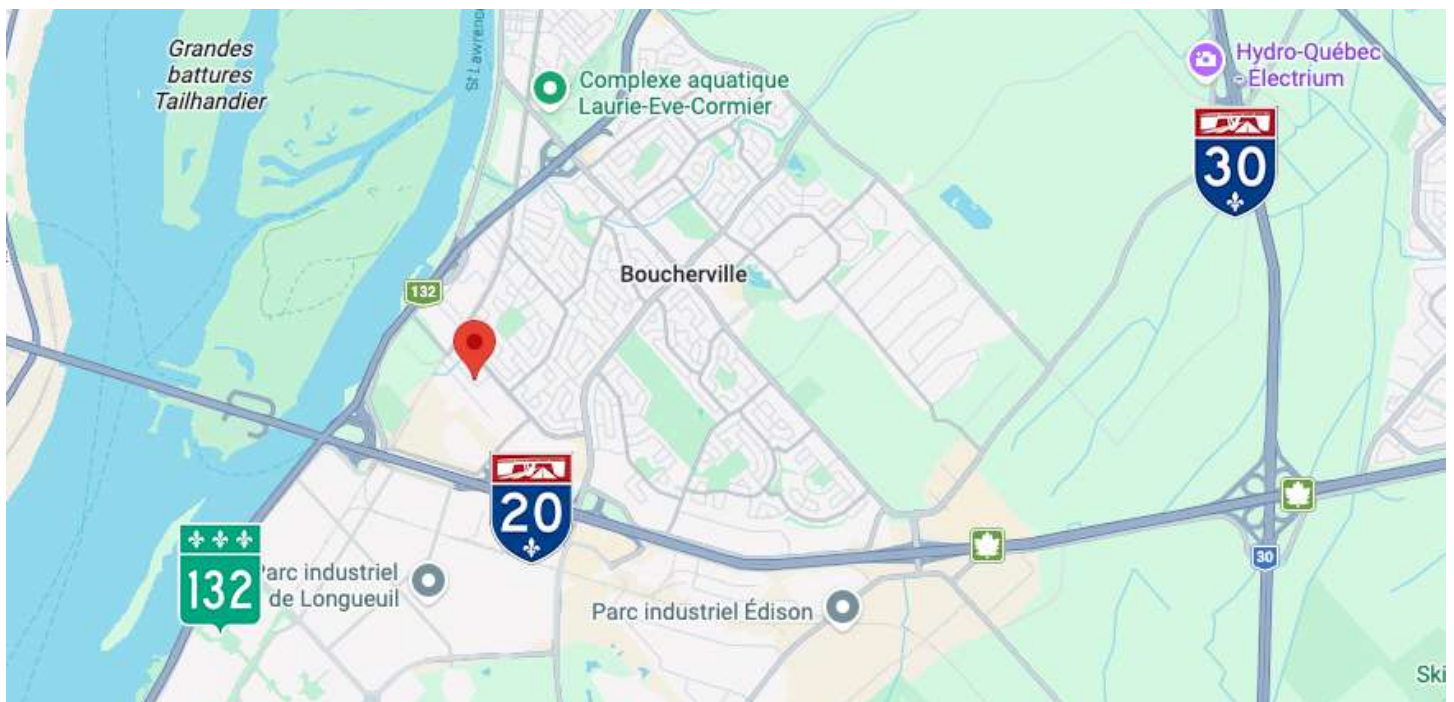 Grandes
battures
Tailhandier
St Lawrenc
Complexe aquatique
Laurie-Eve-Cormier
Hydro-Québec
- Électrium
30
132
Boucherville
20
132
Parc industriel
de Longueuil
Parc industriel Édison
30
Ski